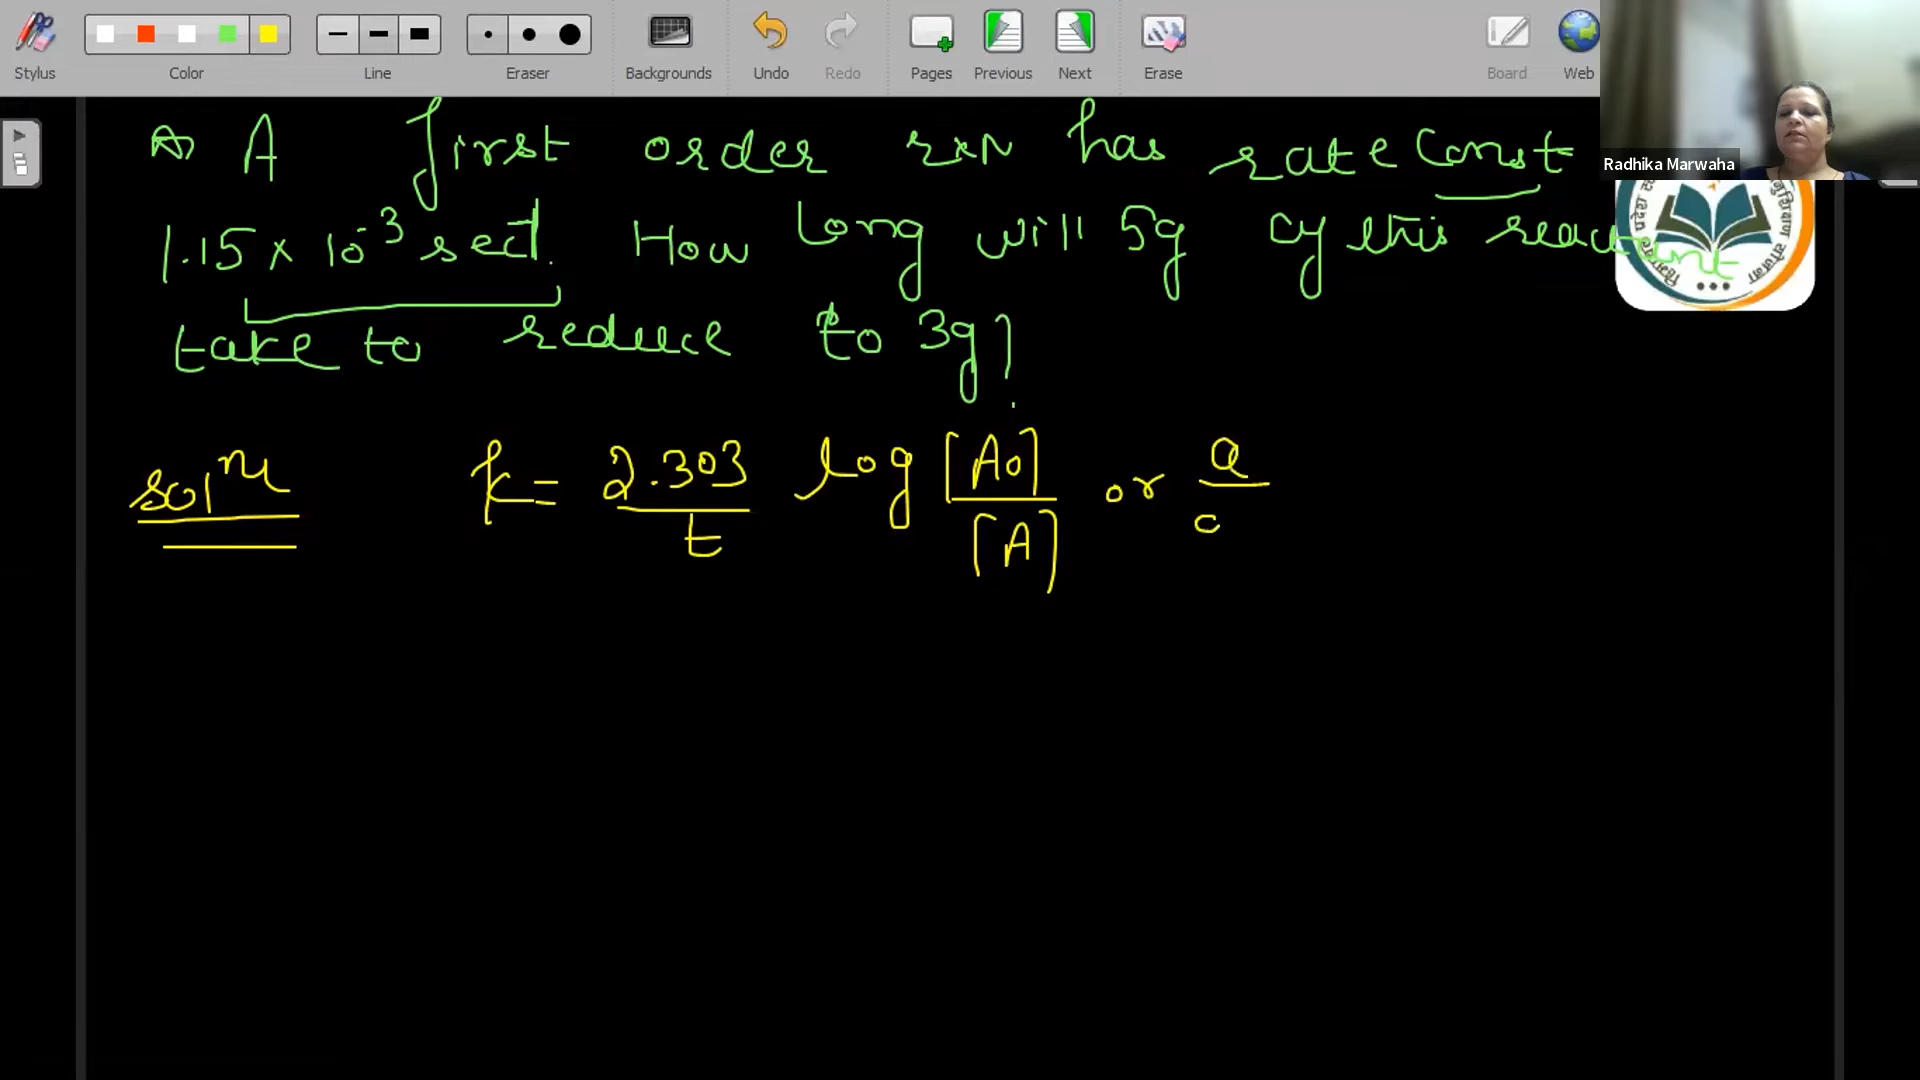 Stylus Color Line Eraser Backgrounds Undo Redo Pages Previous Next Erase Board Web
Radhika Marwaha
A first order rxn has rate const
1.15 x 10⁻³ sec⁻¹. How long will 5g of this reactant
take to reduce to 3g?
solⁿ k = 2.303/t log [A0]/[A] or a/